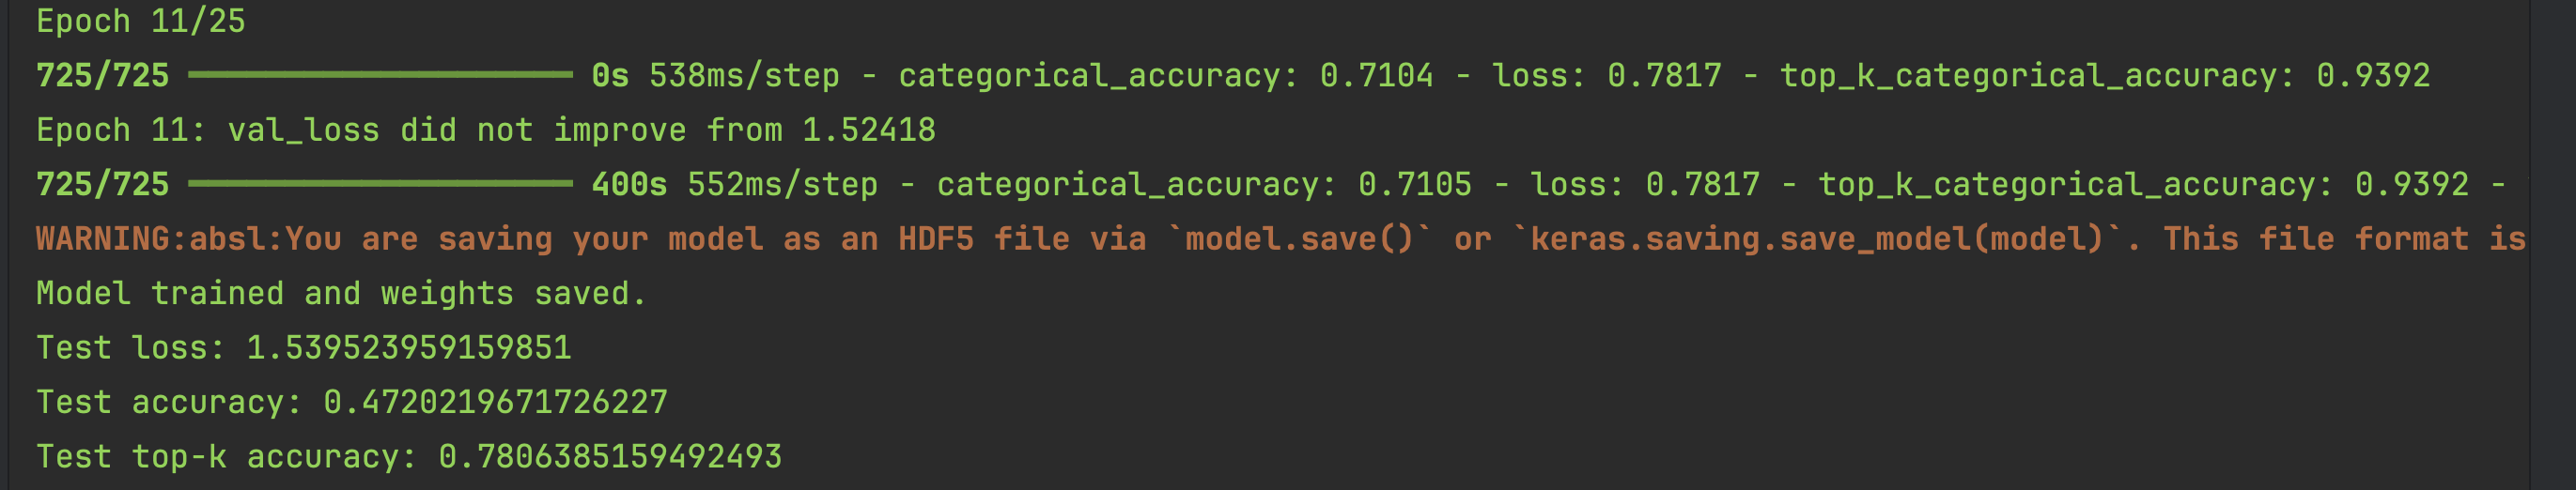 Epoch 11/25
725/725 ━━━━━━━━━━━━━━━━━━━━ 0s 538ms/step - categorical_accuracy: 0.7104 - loss: 0.7817 - top_k_categorical_accuracy: 0.9392
Epoch 11: val_loss did not improve from 1.52418
725/725 ━━━━━━━━━━━━━━━━━━━━ 400s 552ms/step - categorical_accuracy: 0.7105 - loss: 0.7817 - top_k_categorical_accuracy: 0.9392 -
WARNING:absl:You are saving your model as an HDF5 file via `model.save()` or `keras.saving.save_model(model)`. This file format is
Model trained and weights saved.
Test loss: 1.539523959159851
Test accuracy: 0.4720219671726227
Test top-k accuracy: 0.7806385159492493